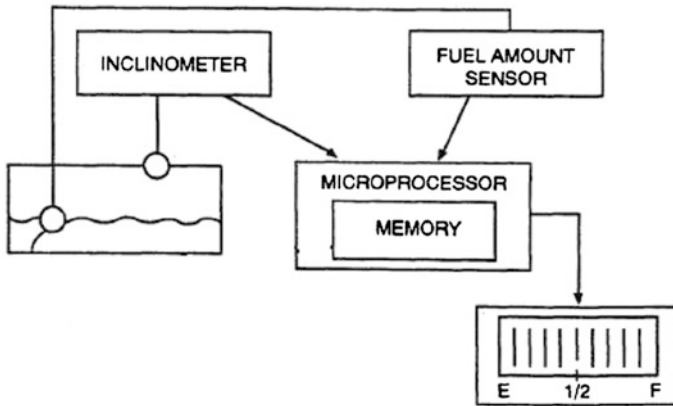 INCLINOMETER
FUEL AMOUNT
SENSOR
MICROPROCESSOR
MEMORY
E 1/2 F